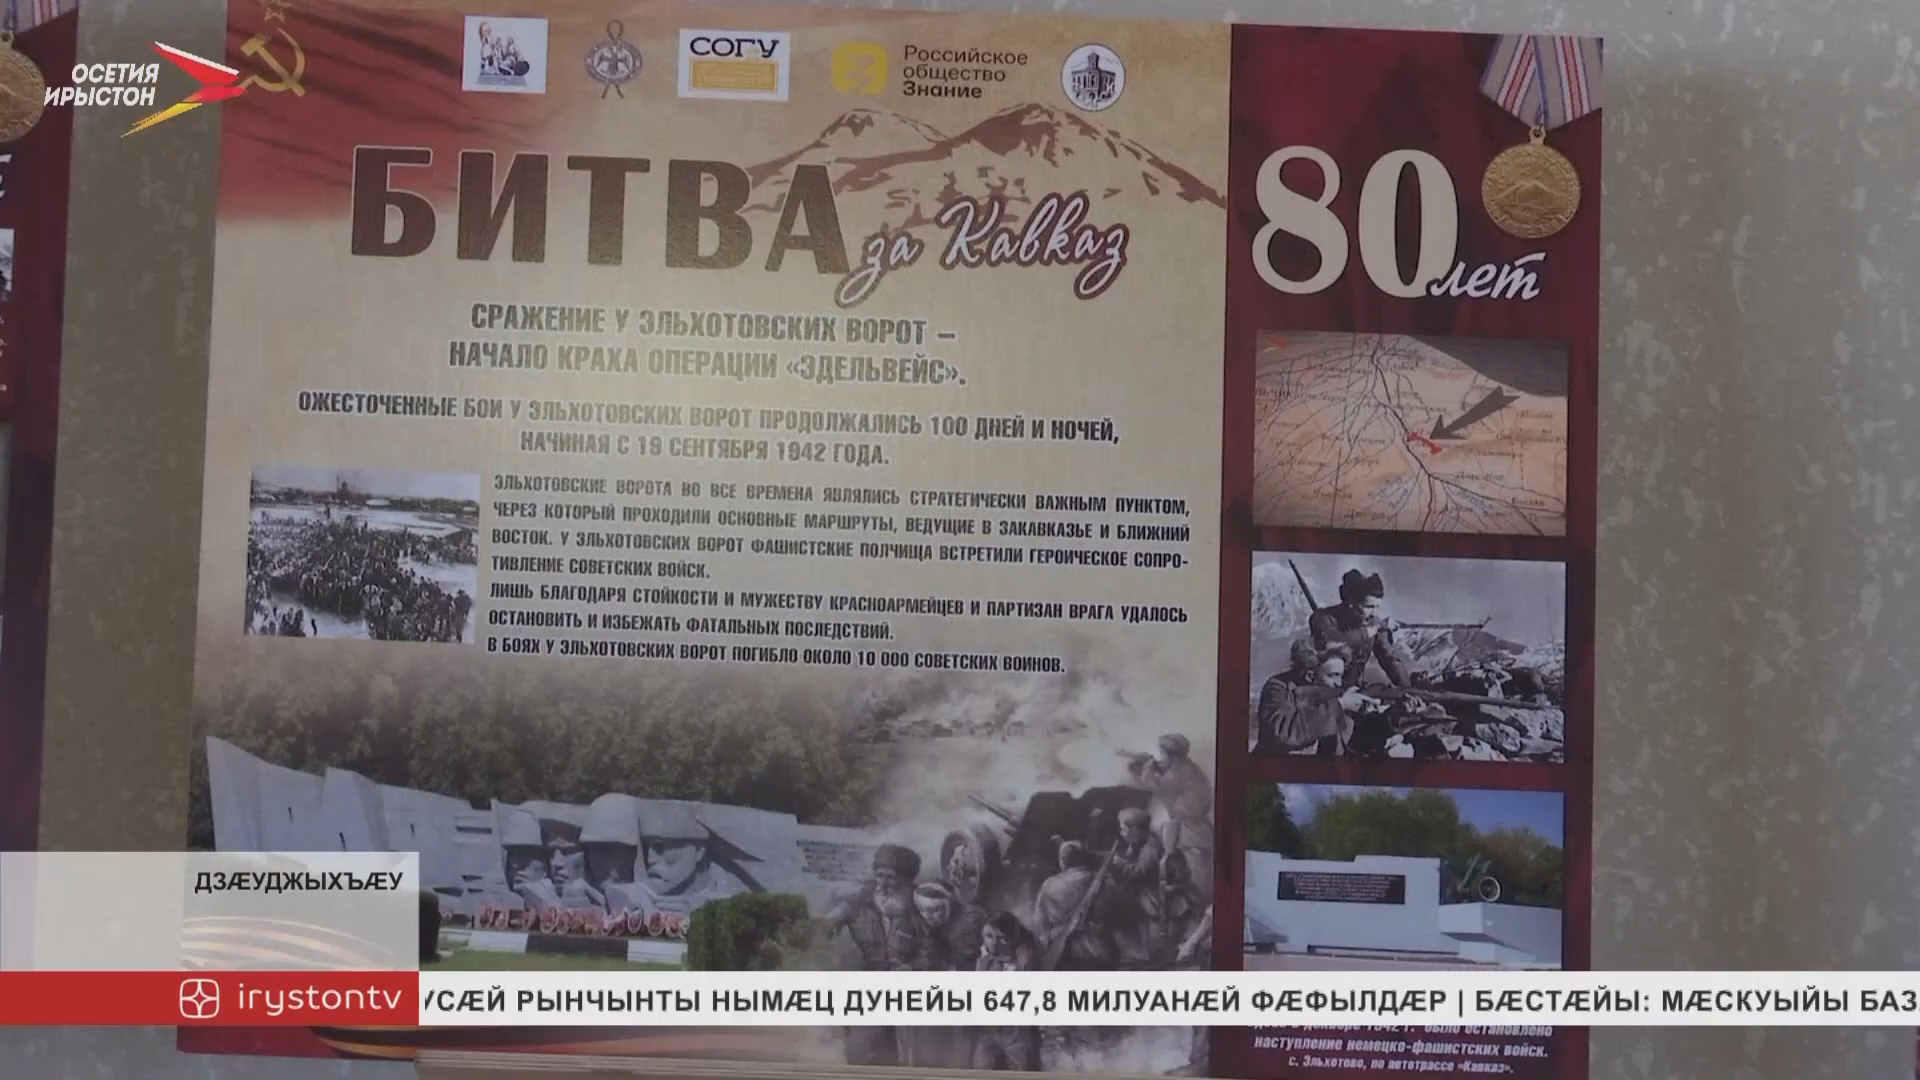 ОСЕТИЯ
ИРЫСТОН
СОГУ
Российское
общество
Знание
БИТВА
за Кавказ
80
лет
СРАЖЕНИЕ У ЭЛЬХОТОВСКИХ ВОРОТ –
НАЧАЛО КРАХА ОПЕРАЦИИ «ЭДЕЛЬВЕЙС».
ОЖЕСТОЧЕННЫЕ БОИ У ЭЛЬХОТОВСКИХ ВОРОТ ПРОДОЛЖАЛИСЬ 100 ДНЕЙ И НОЧЕЙ,
НАЧИНАЯ С 19 СЕНТЯБРЯ 1942 ГОДА.
ЭЛЬХОТОВСКИЕ ВОРОТА ВО ВСЕ ВРЕМЕНА ЯВЛЯЛИСЬ СТРАТЕГИЧЕСКИ ВАЖНЫМ ПУНКТОМ,
ЧЕРЕЗ КОТОРЫЙ ПРОХОДИЛИ ОСНОВНЫЕ МАРШРУТЫ, ВЕДУЩИЕ В ЗАКАВКАЗЬЕ И БЛИЖНИЙ
ВОСТОК. У ЭЛЬХОТОВСКИХ ВОРОТ ФАШИСТСКИЕ ПОЛЧИЩА ВСТРЕТИЛИ ГЕРОИЧЕСКОЕ СОПРО-
ТИВЛЕНИЕ СОВЕТСКИХ ВОЙСК.
ЛИШЬ БЛАГОДАРЯ СТОЙКОСТИ И МУЖЕСТВУ КРАСНОАРМЕЙЦЕВ И ПАРТИЗАН ВРАГА УДАЛОСЬ
ОСТАНОВИТЬ И ИЗБЕЖАТЬ ФАТАЛЬНЫХ ПОСЛЕДСТВИЙ.
В БОЯХ У ЭЛЬХОТОВСКИХ ВОРОТ ПОГИБЛО ОКОЛО 10 000 СОВЕТСКИХ ВОИНОВ.
ДЗÆУДЖЫХЪÆУ
irystontv
УСÆЙ РЫНЧЫНТЫ НЫМÆЦ ДУНЕЙЫ 647,8 МИЛУАНÆЙ ФÆФЫЛДÆР | БÆСТÆЙЫ: МÆСКУЫЙЫ БАЗ
декабре 1942 г. было остановлено
наступление немецко-фашистских войск.
с. Эльхотово, по автотрассе «Кавказ».